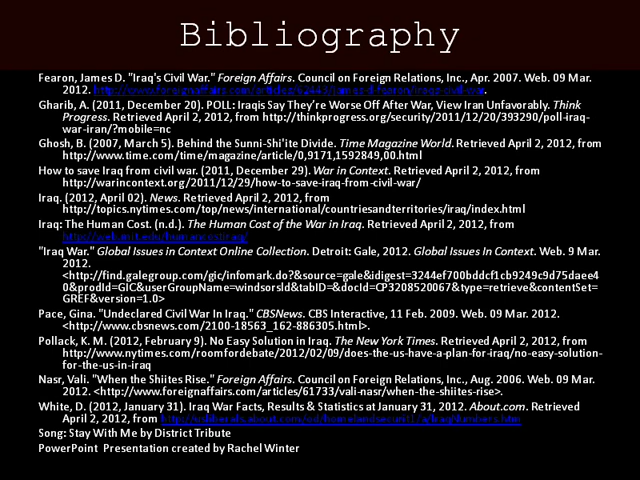 Bibliography
Fearon, James D. "Iraq's Civil War." Foreign Affairs. Council on Foreign Relations, Inc., Apr. 2007. Web. 09 Mar.
2012. http://www.foreignaffairs.com/articles/62443/james-d-fearon/iraqs-civil-war.
Gharib, A. (2011, December 20). POLL: Iraqis Say They're Worse Off After War, View Iran Unfavorably. Think
Progress. Retrieved April 2, 2012, from http://thinkprogress.org/security/2011/12/20/393290/poll-iraq-
war-iran/?mobile=nc
Ghosh, B. (2007, March 5). Behind the Sunni-Shi'ite Divide. Time Magazine World. Retrieved April 2, 2012, from
http://www.time.com/time/magazine/article/0,9171,1592849,00.html
How to save Iraq from civil war. (2011, December 29). War in Context. Retrieved April 2, 2012, from
http://warincontext.org/2011/12/29/how-to-save-iraq-from-civil-war/
Iraq. (2012, April 02). News. Retrieved April 2, 2012, from
http://topics.nytimes.com/top/news/international/countriesandterritories/iraq/index.html
Iraq: The Human Cost. (n.d.). The Human Cost of the War in Iraq. Retrieved April 2, 2012, from
http://web.mit.edu/humancostiraq/
"Iraq War." Global Issues in Context Online Collection. Detroit: Gale, 2012. Global Issues In Context. Web. 9 Mar.
2012.
<http://find.galegroup.com/gic/infomark.do?&source=gale&idigest=3244ef700bddcf1cb9249c9d75daee4
0&prodId=GIC&userGroupName=windsorld&tabID=&docId=CP3208520067&type=retrieve&contentSet=
GREF&version=1.0>
Pace, Gina. "Undeclared Civil War In Iraq." CBSNews. CBS Interactive, 11 Feb. 2009. Web. 09 Mar. 2012.
<http://www.cbsnews.com/2100-18563_162-886305.html>.
Pollack, K. M. (2012, February 9). No Easy Solution in Iraq. The New York Times. Retrieved April 2, 2012, from
http://www.nytimes.com/roomfordebate/2012/02/09/does-the-us-have-a-plan-for-iraq/no-easy-solution-
for-the-us-in-iraq
Nasr, Vali. "When the Shiites Rise." Foreign Affairs. Council on Foreign Relations, Inc., Aug. 2006. Web. 09 Mar.
2012. <http://www.foreignaffairs.com/articles/61733/vali-nasr/when-the-shiites-rise>.
White, D. (2012, January 31). Iraq War Facts, Results & Statistics at January 31, 2012. About.com. Retrieved
April 2, 2012, from
Song: Stay With Me by District Tribute
PowerPoint Presentation created by Rachel Winter